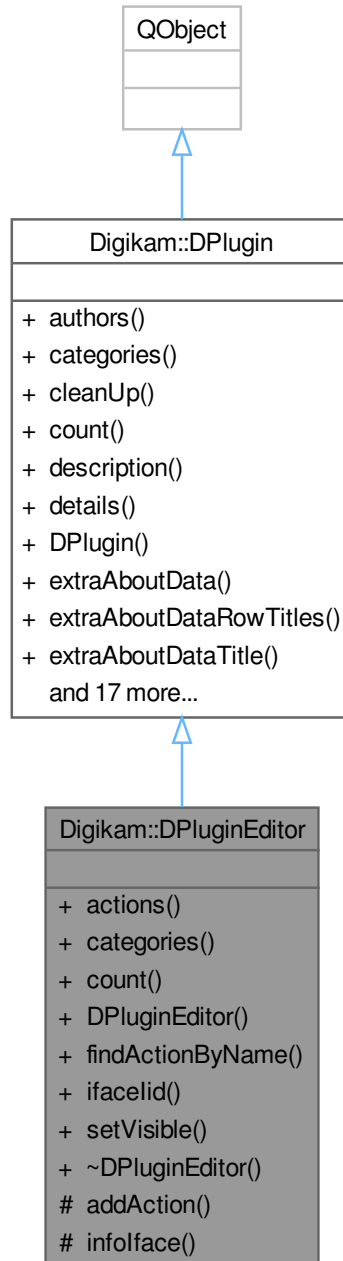 QObject
Digikam::DPlugin
+ authors()
+ categories()
+ cleanUp()
+ count()
+ description()
+ details()
+ DPlugin()
+ extraAboutData()
+ extraAboutDataRowTitles()
+ extraAboutDataTitle()
and 17 more...
Digikam::DPluginEditor
+ actions()
+ categories()
+ count()
+ DPluginEditor()
+ findActionByName()
+ ifaceIid()
+ setVisible()
+ ~DPluginEditor()
# addAction()
# infoIface()